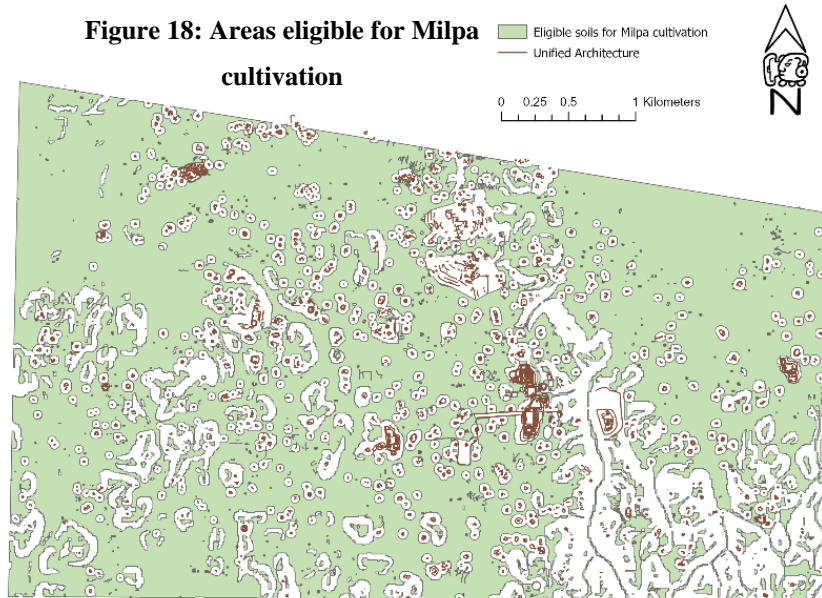 Figure 18: Areas eligible for Milpa
cultivation
Eligible soils for Milpa cultivation
Unified Architecture
0 0.25 0.5 1 Kilometers
N